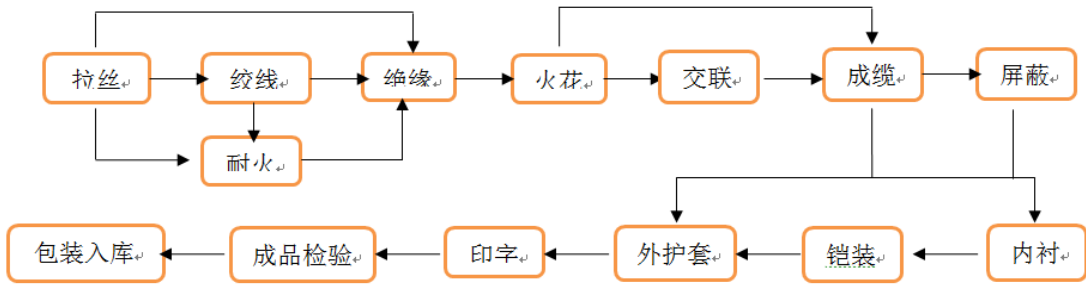 拉丝 绞线 绝缘 火花 交联 成缆 屏蔽
耐火
包装入库 成品检验 印字 外护套 铠装 内衬